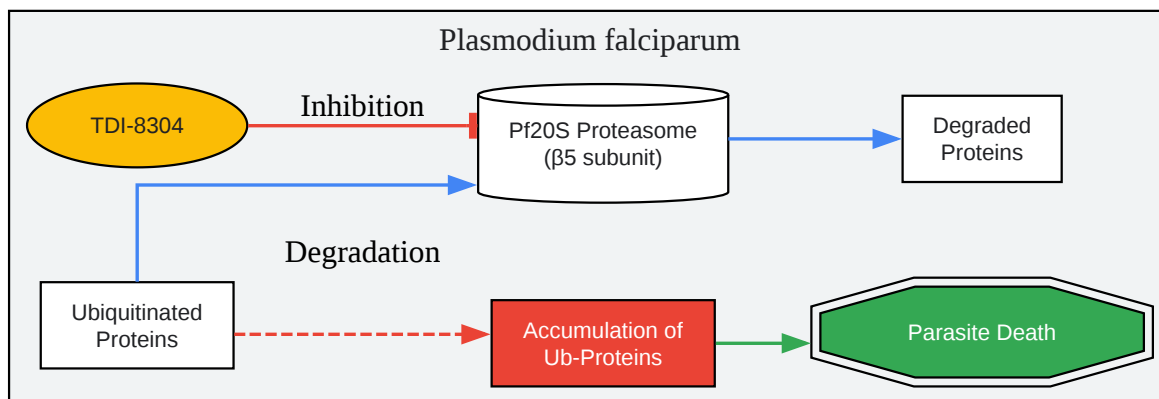 Plasmodium falciparum
Inhibition
TDI-8304
Pf20S Proteasome
(β5 subunit)
Degraded
Proteins
Degradation
Ubiquitinated
Proteins
Accumulation of
Ub-Proteins
Parasite Death